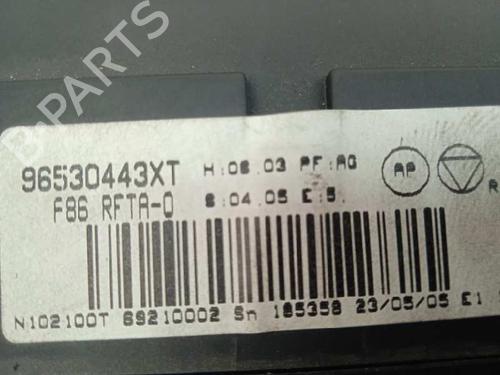 B-PARTS
96530443XT H:06.03 PF:AG AP
F86 RFTA-0 S:04.05 E:5. R
N102100T 69210002 Sn 185358 23/05/05 E1